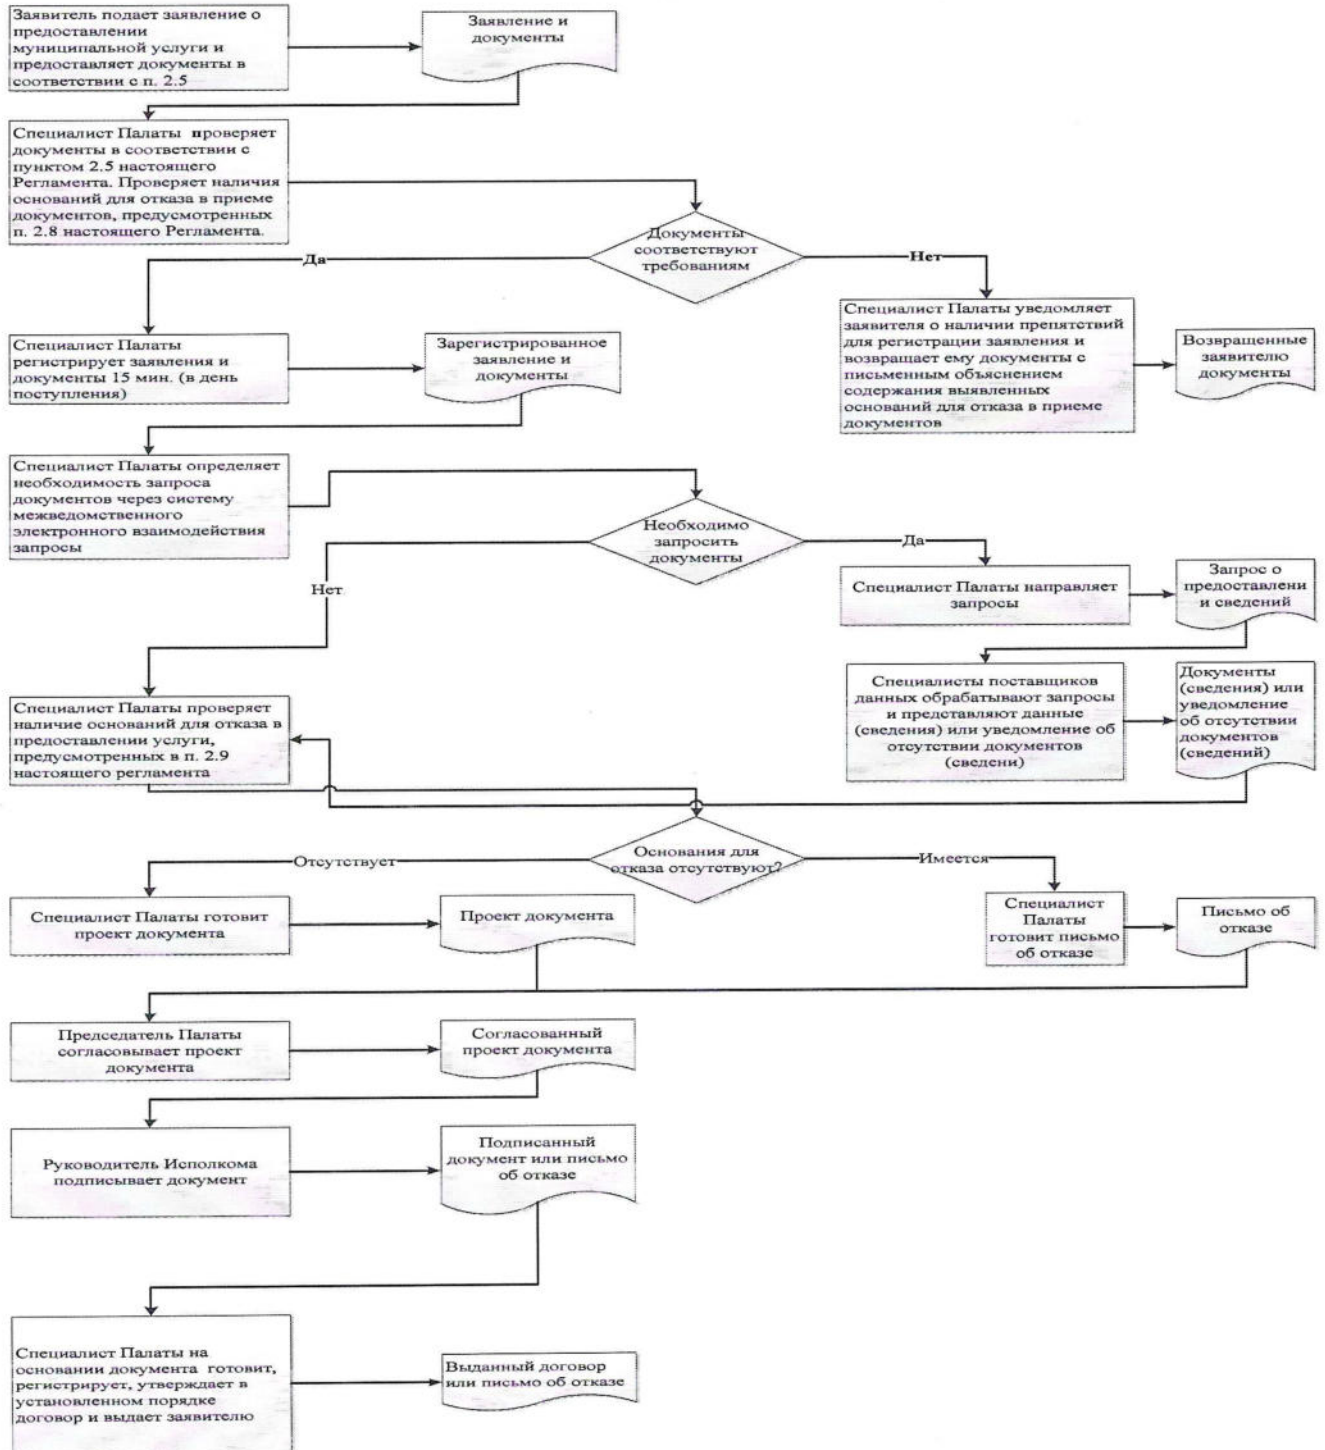 Заявитель подает заявление о
предоставлении
муниципальной услуги и
предоставляет документы в
соответствии с п. 2.5
Заявление и
документы
Специалист Палаты проверяет
документы в соответствии с
пунктом 2.5 настоящего
Регламента. Проверяет наличия
оснований для отказа в приеме
документов, предусмотренных
п. 2.8 настоящего Регламента.
Документы
соответствуют
требованиям
Да
Нет
Специалист Палаты
регистрирует заявления и
документы 15 мин. (в день
поступления)
Зарегистрированное
заявление и
документы
Специалист Палаты уведомляет
заявителя о наличии препятствий
для регистрации заявления и
возвращает ему документы с
письменным объяснением
содержания выявленных
оснований для отказа в приеме
документов
Возвращенные
заявителю
документы
Специалист Палаты определяет
необходимость запроса
документов через систему
межведомственного
электронного взаимодействия
запросы
Необходимо
запросить
документы
Да
Нет
Специалист Палаты направляет
запросы
Запрос о
предоставлени
и сведений
Специалисты поставщиков
данных обрабатывают запросы
и представляют данные
(сведения) или уведомление об
отсутствии документов
(сведени)
Документы
(сведения) или
уведомление
об отсутствии
документов
(сведений)
Специалист Палаты проверяет
наличие оснований для отказа в
предоставлении услуги,
предусмотренных в п. 2.9
настоящего регламента
Основания для
отказа отсутствуют?
Отсутствует
Имеется
Специалист Палаты готовит
проект документа
Проект документа
Специалист
Палаты
готовит письмо
об отказе
Письмо об
отказе
Председатель Палаты
согласовывает проект
документа
Согласованный
проект документа
Руководитель Исполкома
подписывает документ
Подписанный
документ или письмо
об отказе
Специалист Палаты на
основании документа готовит,
регистрирует, утверждает в
установленном порядке
договор и выдает заявителю
Выданный договор
или письмо об отказе